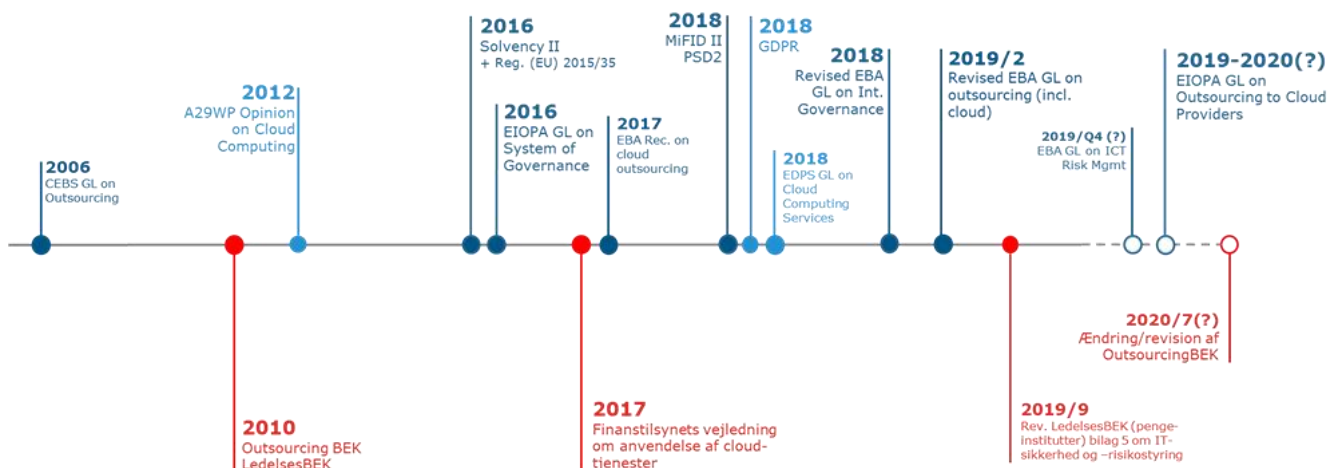 2006
CEBS GL on
Outsourcing
2012
A29WP Opinion
on Cloud
Computing
2016
Solvency II
+ Reg. (EU) 2015/35
2016
EIOPA GL on
System of
Governance
2017
EBA Rec. on
cloud
outsourcing
2018
MiFID II
PSD2
2018
GDPR
2018
EDPS GL on
Cloud
Computing
Services
2018
Revised EBA
GL on Int.
Governance
2019/2
Revised EBA GL on
outsourcing (incl.
cloud)
2019/Q4 (?)
EBA GL on ICT
Risk Mgmt
2019-2020(?)
EIOPA GL on
Outsourcing to Cloud
Providers
2010
Outsourcing BEK
LedelsesBEK
2017
Finanstilsynets vejledning
om anvendelse af cloud-
tienester
2019/9
Rev. LedelsesBEK (penge-
institutter) bilag 5 om IT-
sikkerhed og –risikostyring
2020/7(?)
Ændring/revision af
OutsourcingBEK